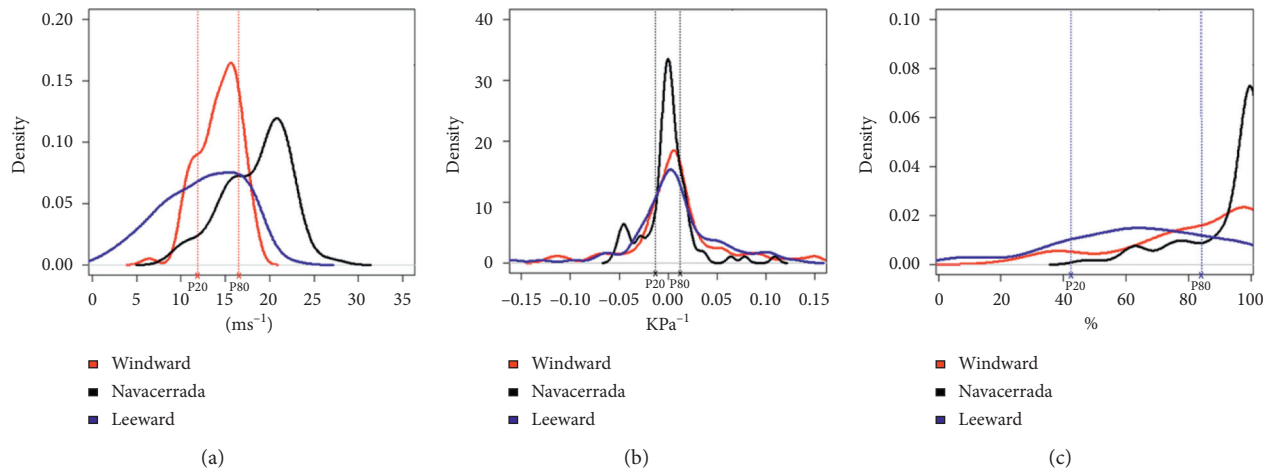 0.20
0.15
0.10
0.05
0.00
Density
0 5 10 15 20 25 30 35
P20 P80
(ms⁻¹)
Windward
Navacerrada
Leeward
(a)
40
30
20
10
0
Density
−0.15 −0.10 −0.05 0.00 0.05 0.10 0.15
P20 P80
KPa⁻¹
Windward
Navacerrada
Leeward
(b)
0.10
0.08
0.06
0.04
0.02
0.00
Density
0 20 40 60 80 100
P20 P80
%
Windward
Navacerrada
Leeward
(c)